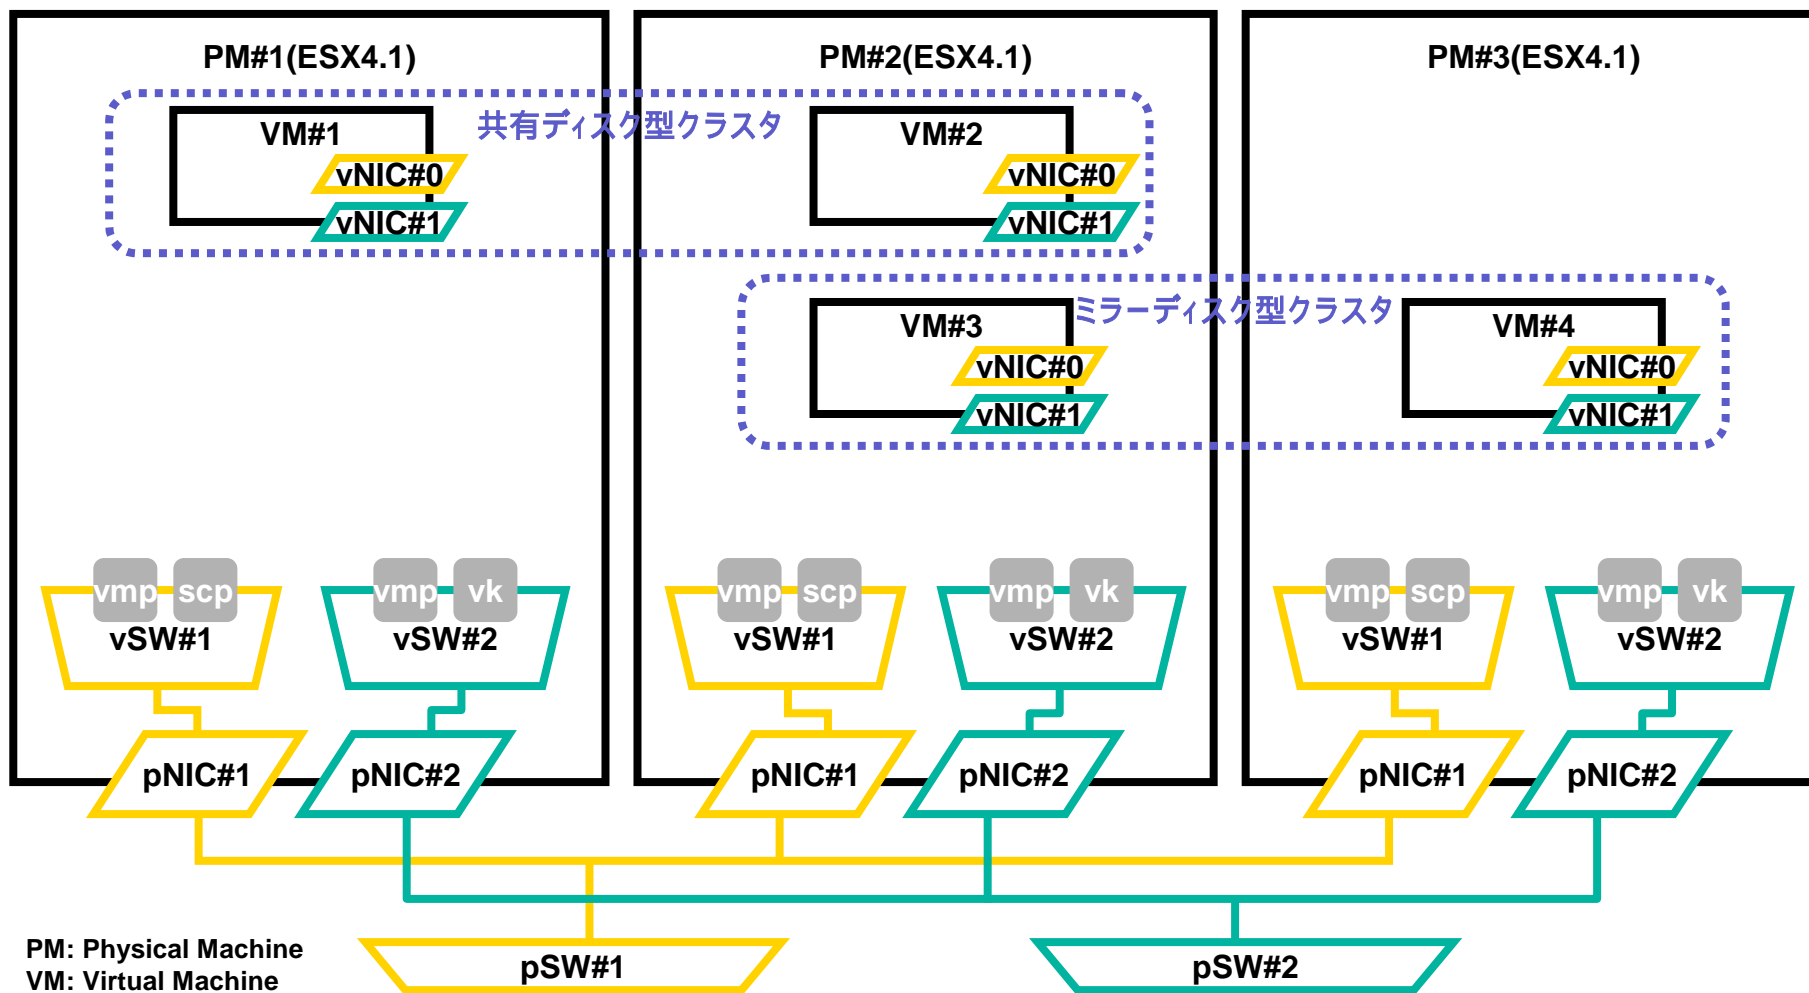 PM#1(ESX4.1)
PM#2(ESX4.1)
PM#3(ESX4.1)
共有ディスク型クラスタ
VM#1
vNIC#0
vNIC#1
VM#2
vNIC#0
vNIC#1
ミラーディスク型クラスタ
VM#3
vNIC#0
vNIC#1
VM#4
vNIC#0
vNIC#1
vmp scp
vSW#1
vmp vk
vSW#2
vmp scp
vSW#1
vmp vk
vSW#2
vmp scp
vSW#1
vmp vk
vSW#2
pNIC#1
pNIC#2
pNIC#1
pNIC#2
pNIC#1
pNIC#2
pSW#1
pSW#2
PM: Physical Machine
VM: Virtual Machine